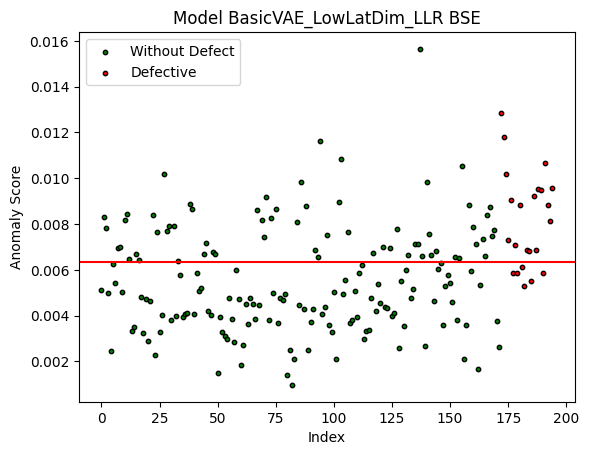 Model BasicVAE_LowLatDim_LLR BSE
Without Defect
Defective
0.016
0.014
0.012
0.010
0.008
0.006
0.004
0.002
Anomaly Score
0 25 50 75 100 125 150 175 200
Index